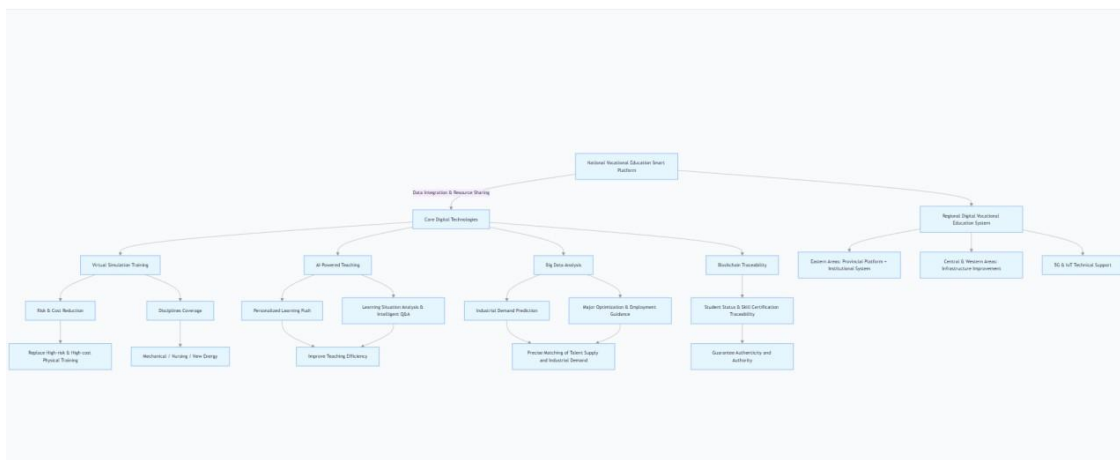 National Vocational Education Smart
Platform
Data Integration & Resource Sharing
Core Digital Technologies
Regional Digital Vocational
Education System
Virtual Simulation Training
AI-Powered Teaching
Big Data Analysis
Blockchain Traceability
Eastern Areas: Provincial Platform +
Institutional System
Central & Western Areas:
Infrastructure Improvement
5G & IoT Technical Support
Risk & Cost Reduction
Disciplines Coverage
Personalized Learning Push
Learning Situation Analysis &
Intelligent Q&A
Industrial Demand Prediction
Major Optimization & Employment
Guidance
Student Status & Skill Certification
Traceability
Replace High-risk & High-cost
Physical Training
Mechanical / Nursing / New Energy
Improve Teaching Efficiency
Precise Matching of Talent Supply
and Industrial Demand
Guarantee Authenticity and
Authority